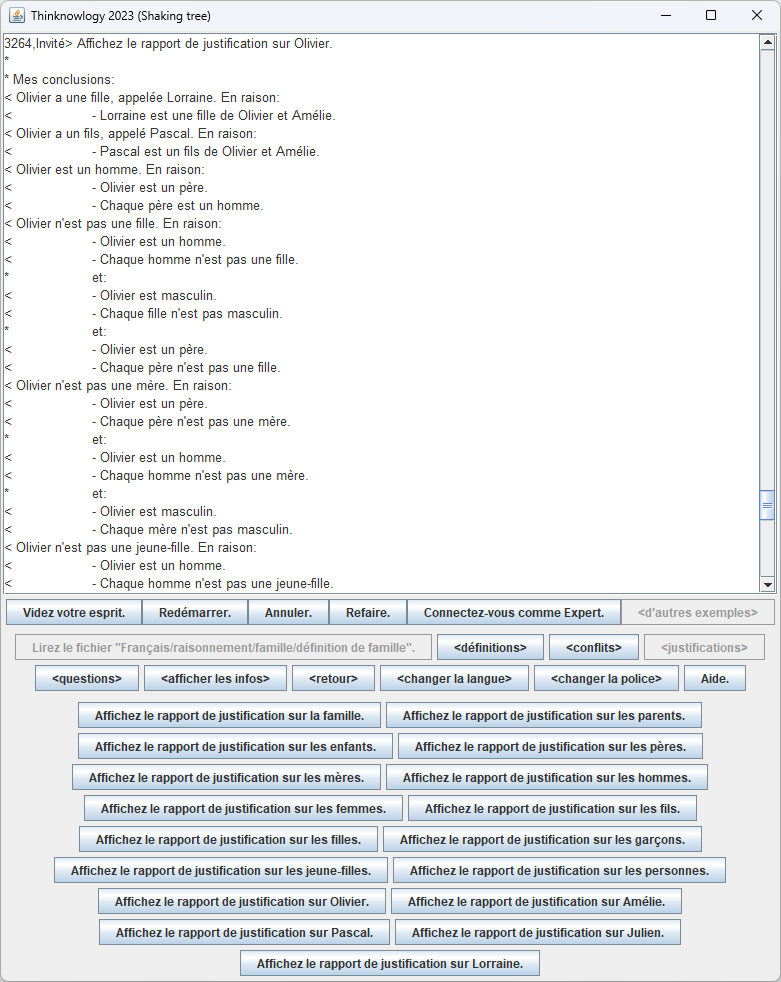 Thinknowlogy 2023 (Shaking tree)
3264,Invité> Affichez le rapport de justification sur Olivier.
*
* Mes conclusions:
< Olivier a une fille, appelée Lorraine. En raison:
< - Lorraine est une fille de Olivier et Amélie.
< Olivier a un fils, appelé Pascal. En raison:
< - Pascal est un fils de Olivier et Amélie.
< Olivier est un homme. En raison:
< - Olivier est un père.
< - Chaque père est un homme.
< Olivier n'est pas une fille. En raison:
< - Olivier est un homme.
< - Chaque homme n'est pas une fille.
* et:
< - Olivier est masculin.
< - Chaque fille n'est pas masculin.
* et:
< - Olivier est un père.
< - Chaque père n'est pas une fille.
< Olivier n'est pas une mère. En raison:
< - Olivier est un père.
< - Chaque père n'est pas une mère.
* et:
< - Olivier est un homme.
< - Chaque homme n'est pas une mère.
* et:
< - Olivier est masculin.
< - Chaque mère n'est pas masculin.
< Olivier n'est pas une jeune-fille. En raison:
< - Olivier est un homme.
< - Chaque homme n'est pas une jeune-fille.
Videz votre esprit. Redémarrer. Annuler. Refaire. Connectez-vous comme Expert. <d'autres exemples>
Lirez le fichier "Français/raisonnement/famille/définition de famille". <définitions> <conflits> <justifications>
<questions> <afficher les infos> <retour> <changer la langue> <changer la police> Aide.
Affichez le rapport de justification sur la famille. Affichez le rapport de justification sur les parents.
Affichez le rapport de justification sur les enfants. Affichez le rapport de justification sur les pères.
Affichez le rapport de justification sur les mères. Affichez le rapport de justification sur les hommes.
Affichez le rapport de justification sur les femmes. Affichez le rapport de justification sur les fils.
Affichez le rapport de justification sur les filles. Affichez le rapport de justification sur les garçons.
Affichez le rapport de justification sur les jeune-filles. Affichez le rapport de justification sur les personnes.
Affichez le rapport de justification sur Olivier. Affichez le rapport de justification sur Amélie.
Affichez le rapport de justification sur Pascal. Affichez le rapport de justification sur Julien.
Affichez le rapport de justification sur Lorraine.